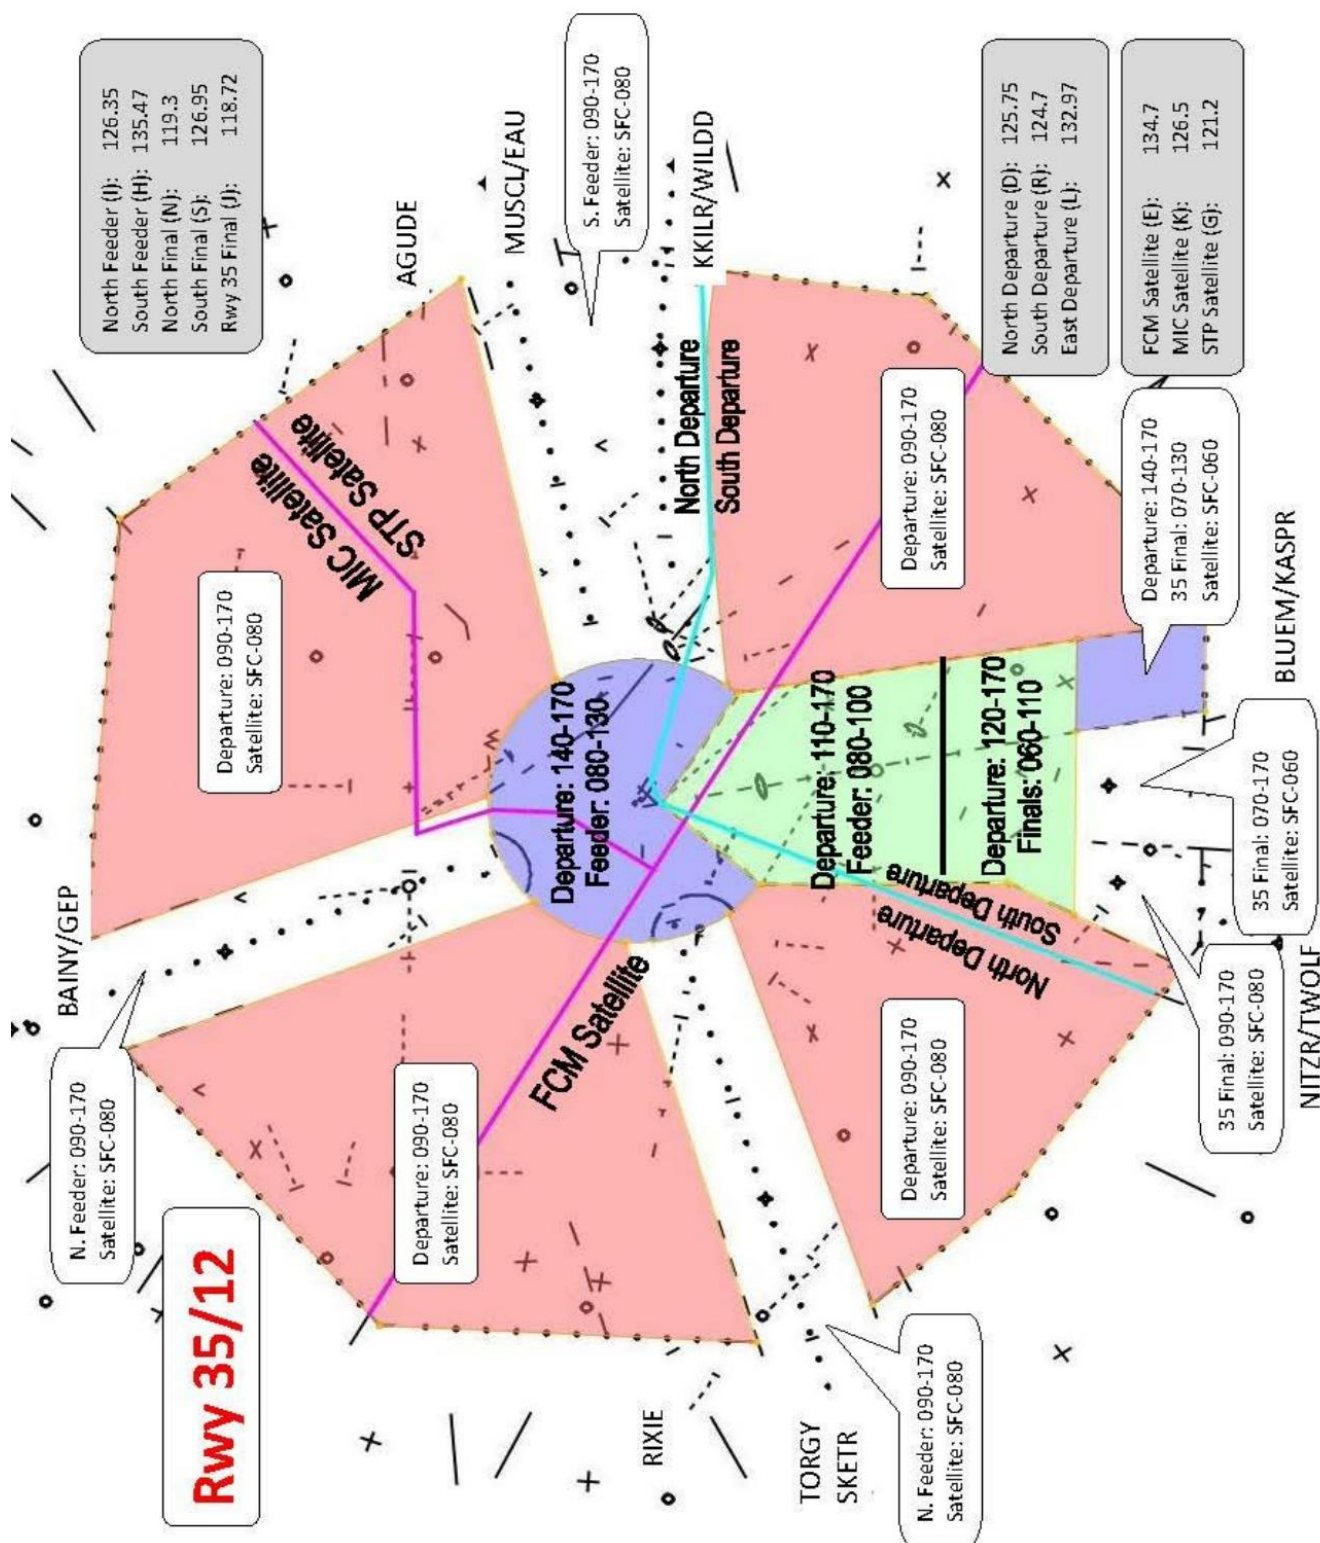 Rwy 35/12
N. Feeder: 090-170
Satellite: SFC-080
BAINY/GEP
Departure: 090-170
Satellite: SFC-080
MIC Satellite
STP Satellite
AGUDE
North Feeder (I): 126.35
South Feeder (H): 135.47
North Final (N): 119.3
South Final (S): 126.95
Rwy 35 Final (J): 118.72
MUSCL/EAU
S. Feeder: 090-170
Satellite: SFC-080
KKILR/WILDD
North Departure
South Departure
Departure: 090-170
Satellite: SFC-080
FCM Satellite
Departure: 140-170
Feeder: 080-130
RIXIE
TORGY
SKETR
N. Feeder: 090-170
Satellite: SFC-080
Departure: 090-170
Satellite: SFC-080
North Departure
South Departure
Departure: 110-170
Feeder: 080-100
Departure: 120-170
Finals: 060-110
Departure: 090-170
Satellite: SFC-080
North Departure (D): 125.75
South Departure (R): 124.7
East Departure (L): 132.97
FCM Satellite (E): 134.7
MIC Satellite (K): 126.5
STP Satellite (G): 121.2
Departure: 140-170
35 Final: 070-130
Satellite: SFC-060
BLUEM/KASPR
35 Final: 070-170
Satellite: SFC-060
35 Final: 090-170
Satellite: SFC-080
NITZR/TWOLF